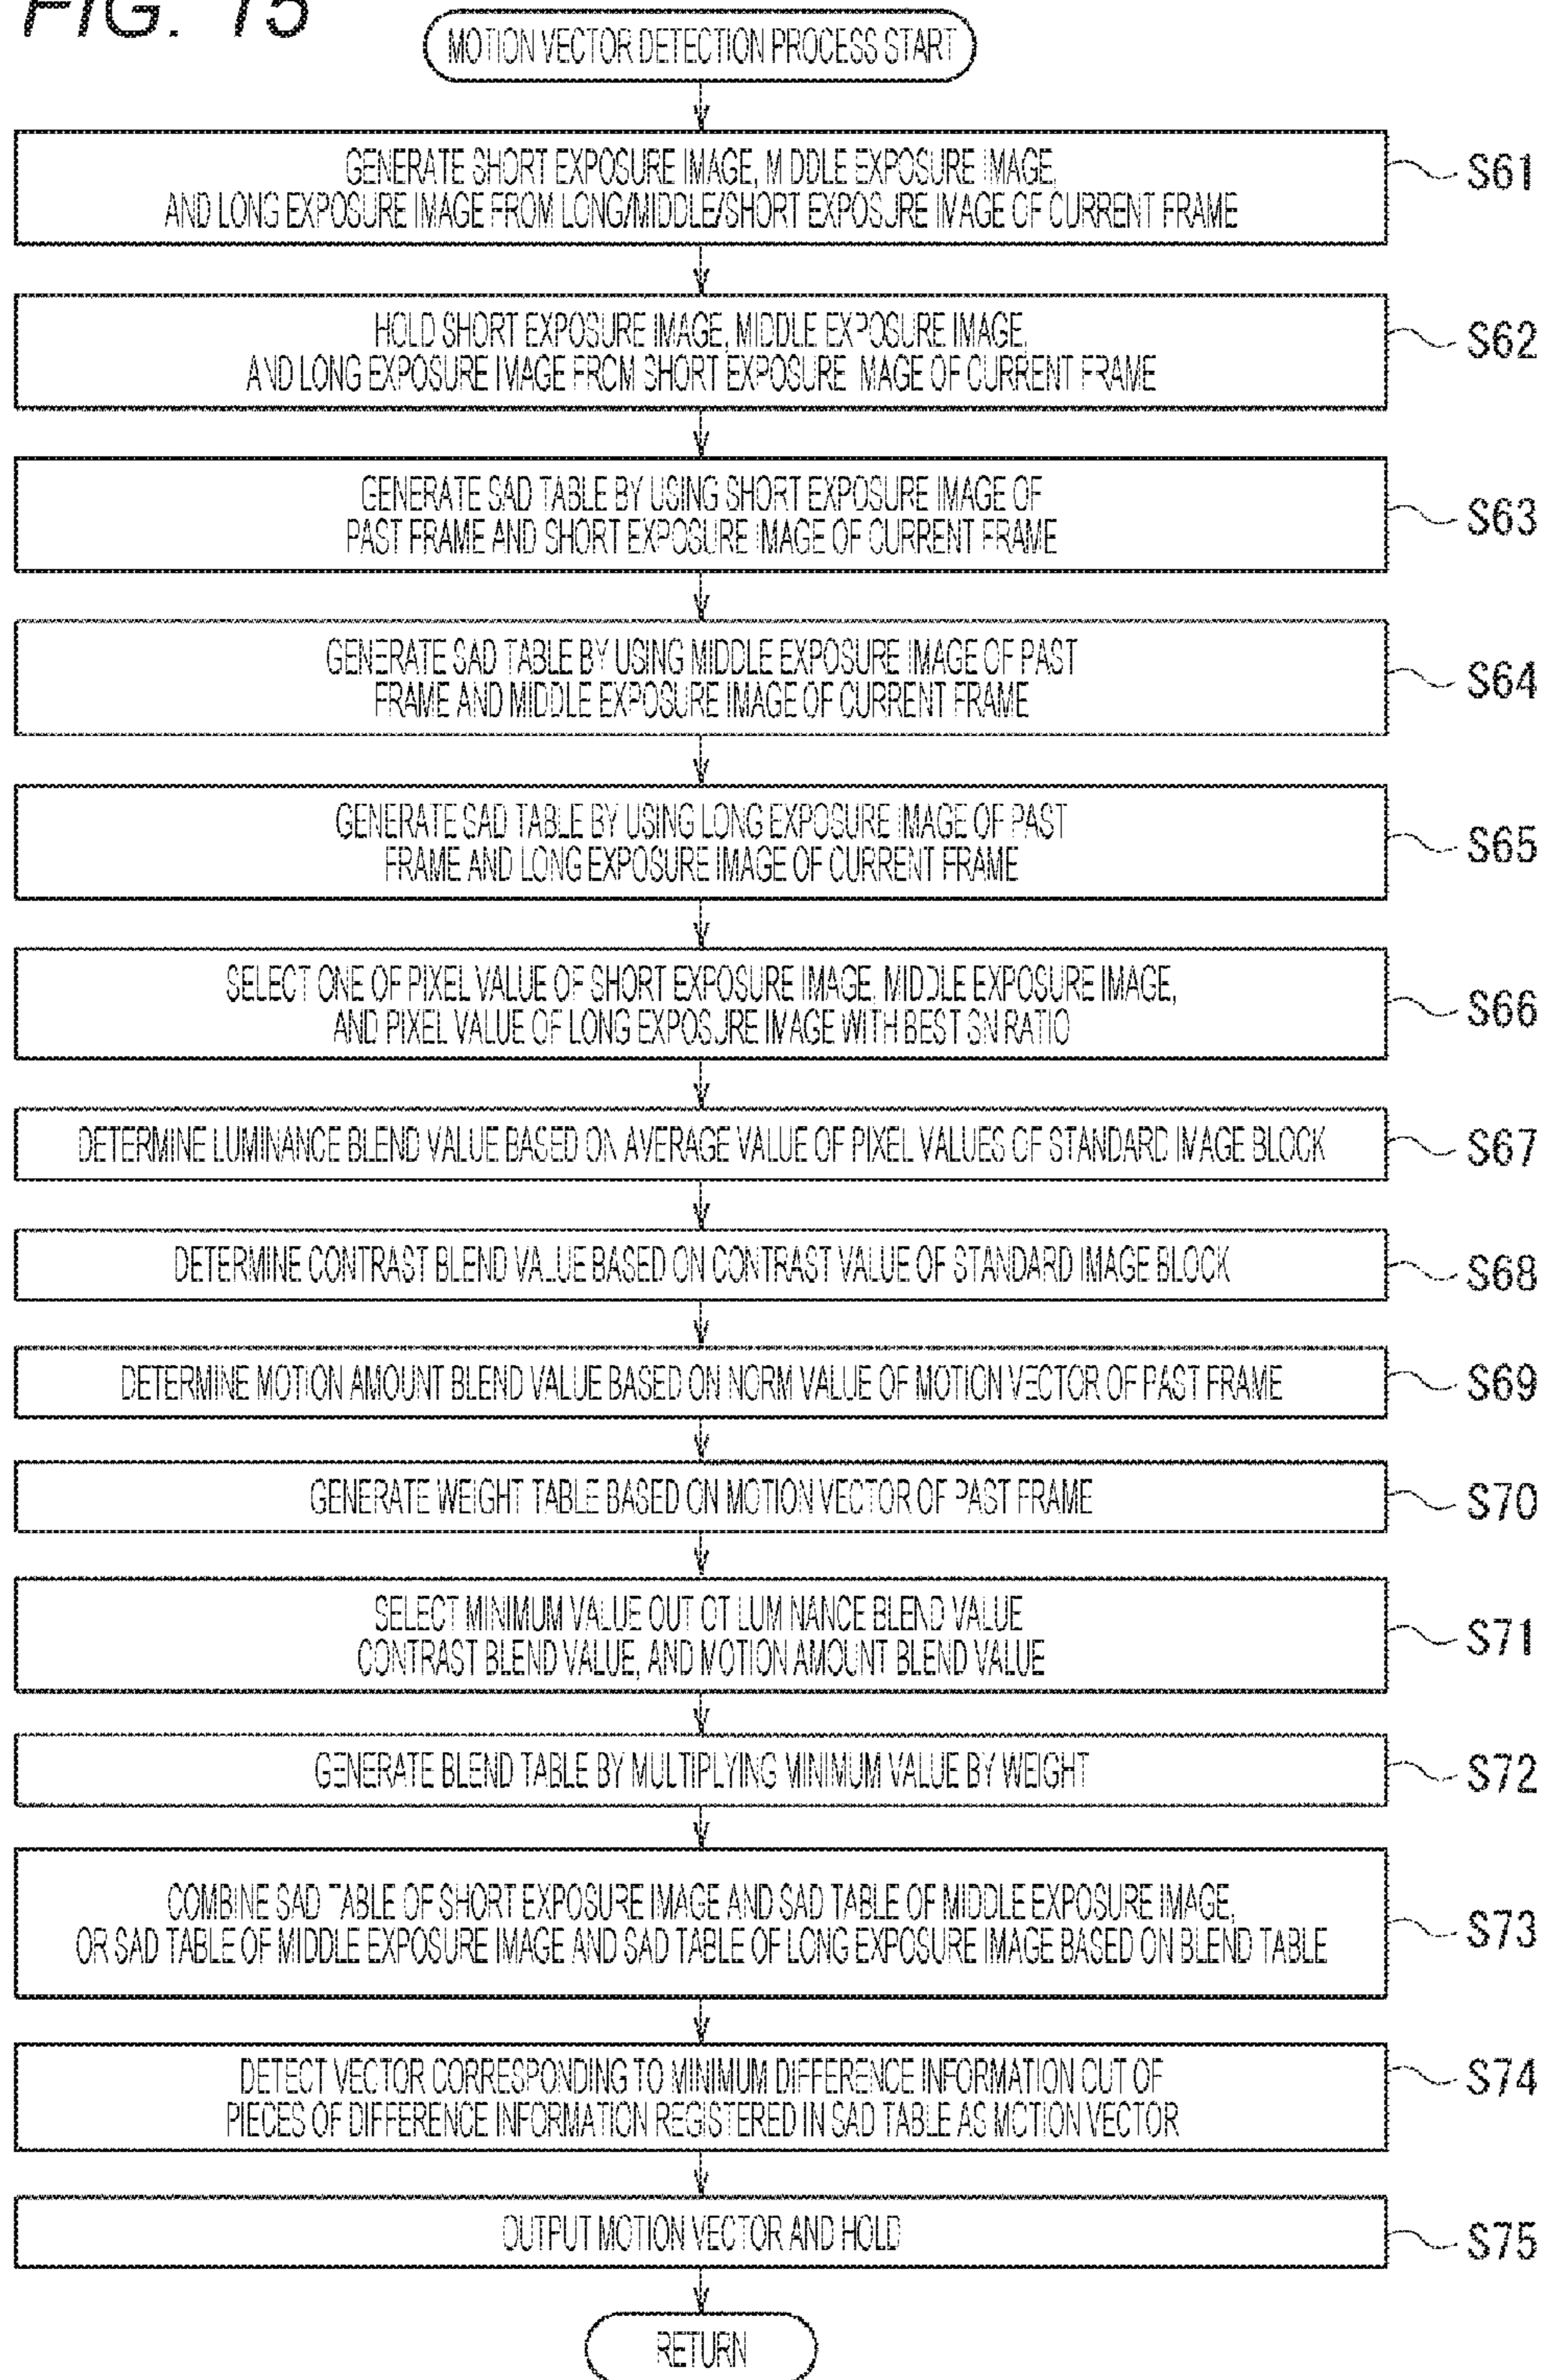 FIG. 15
MOTION VECTOR DETECTION PROCESS START
GENERATE SHORT EXPOSURE IMAGE, MIDDLE EXPOSURE IMAGE,
AND LONG EXPOSURE IMAGE FROM LONG/MIDDLE/SHORT EXPOSURE IMAGE OF CURRENT FRAME
S61
HOLD SHORT EXPOSURE IMAGE, MIDDLE EXPOSURE IMAGE,
AND LONG EXPOSURE IMAGE FROM SHORT EXPOSURE IMAGE OF CURRENT FRAME
S62
GENERATE SAD TABLE BY USING SHORT EXPOSURE IMAGE OF
PAST FRAME AND SHORT EXPOSURE IMAGE OF CURRENT FRAME
S63
GENERATE SAD TABLE BY USING MIDDLE EXPOSURE IMAGE OF PAST
FRAME AND MIDDLE EXPOSURE IMAGE OF CURRENT FRAME
S64
GENERATE SAD TABLE BY USING LONG EXPOSURE IMAGE OF PAST
FRAME AND LONG EXPOSURE IMAGE OF CURRENT FRAME
S65
SELECT ONE OF PIXEL VALUE OF SHORT EXPOSURE IMAGE, MIDDLE EXPOSURE IMAGE,
AND PIXEL VALUE OF LONG EXPOSURE IMAGE WITH BEST SN RATIO
S66
DETERMINE LUMINANCE BLEND VALUE BASED ON AVERAGE VALUE OF PIXEL VALUES OF STANDARD IMAGE BLOCK
S67
DETERMINE CONTRAST BLEND VALUE BASED ON CONTRAST VALUE OF STANDARD IMAGE BLOCK
S68
DETERMINE MOTION AMOUNT BLEND VALUE BASED ON NORM VALUE OF MOTION VECTOR OF PAST FRAME
S69
GENERATE WEIGHT TABLE BASED ON MOTION VECTOR OF PAST FRAME
S70
SELECT MINIMUM VALUE OUT OT LUMINANCE BLEND VALUE
CONTRAST BLEND VALUE, AND MOTION AMOUNT BLEND VALUE
S71
GENERATE BLEND TABLE BY MULTIPLYING MINIMUM VALUE BY WEIGHT
S72
COMBINE SAD TABLE OF SHORT EXPOSURE IMAGE AND SAD TABLE OF MIDDLE EXPOSURE IMAGE,
OR SAD TABLE OF MIDDLE EXPOSURE IMAGE AND SAD TABLE OF LONG EXPOSURE IMAGE BASED ON BLEND TABLE
S73
DETECT VECTOR CORRESPONDING TO MINIMUM DIFFERENCE INFORMATION OUT OF
PIECES OF DIFFERENCE INFORMATION REGISTERED IN SAD TABLE AS MOTION VECTOR
S74
OUTPUT MOTION VECTOR AND HOLD
S75
RETURN